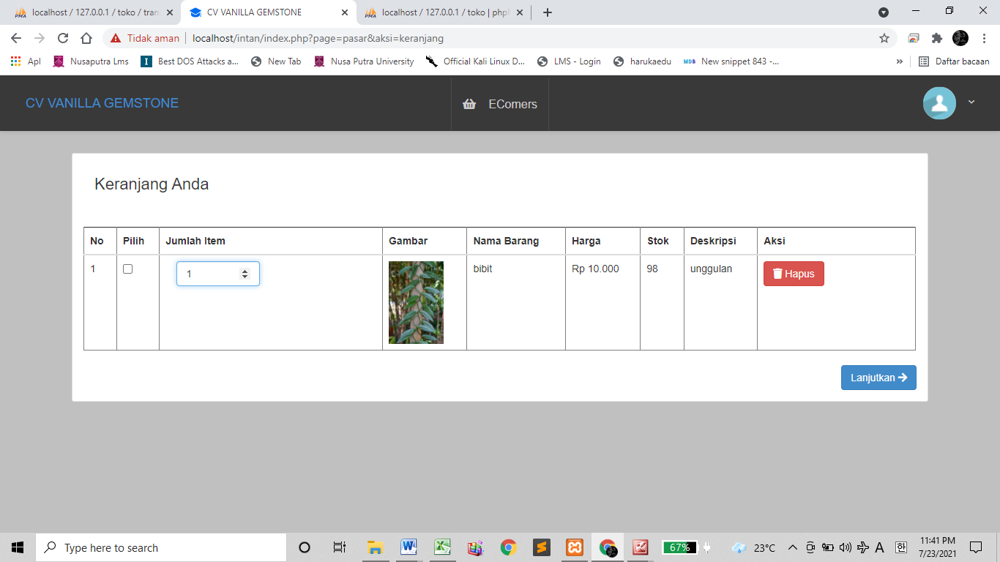 localhost / 127.0.0.1 / toko / tran
CV VANILLA GEMSTONE
localhost / 127.0.0.1 / toko | php
Tidak aman
localhost/intan/index.php?page=pasar&aksi=keranjang
Apl
Nusaputra Lms
Best DOS Attacks a...
New Tab
Nusa Putra University
Official Kali Linux D...
LMS - Login
harukaedu
New snippet 843 -...
Daftar bacaan
CV VANILLA GEMSTONE
EComers
Keranjang Anda
No Pilih Jumlah Item Gambar Nama Barang Harga Stok Deskripsi Aksi
1 1 bibit Rp 10.000 98 unggulan Hapus
Lanjutkan
Type here to search
67%
23°C
A
11:41 PM
7/23/2021